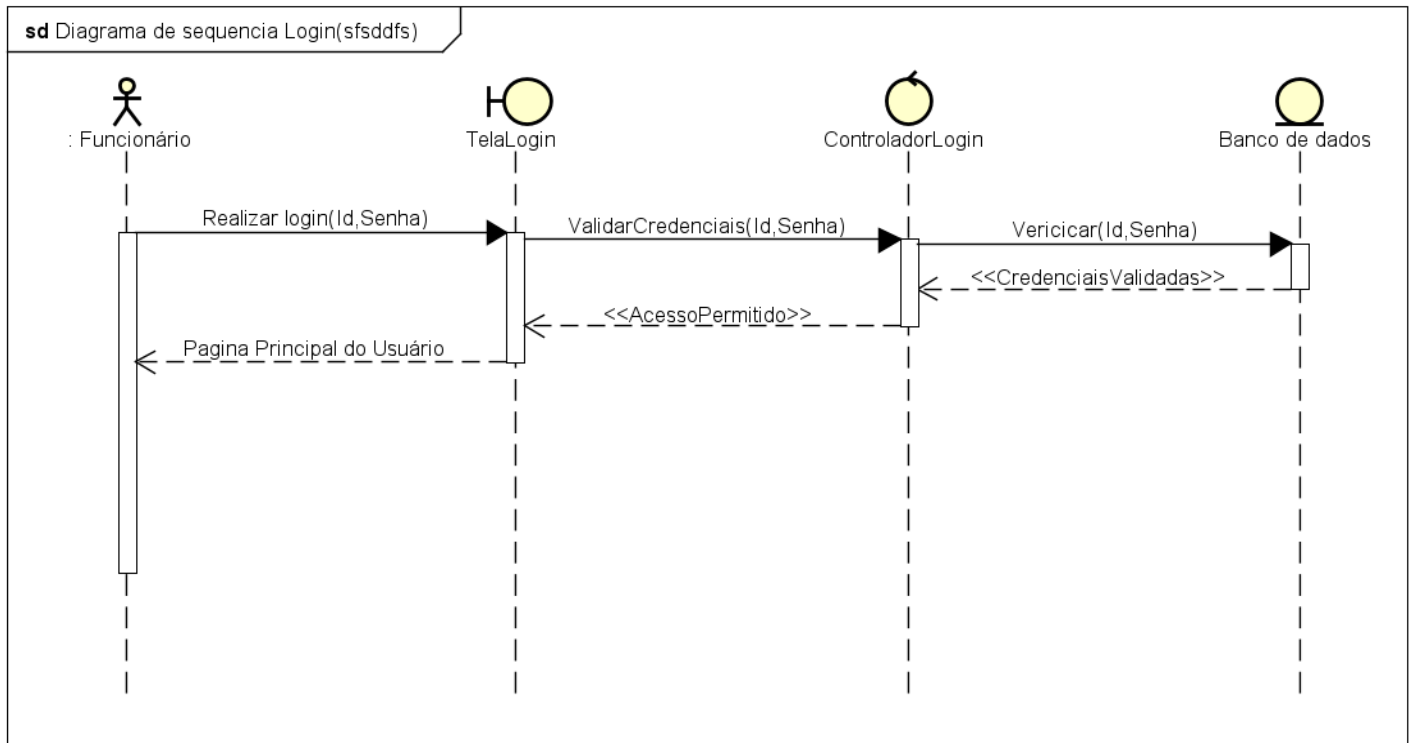 sd Diagrama de sequencia Login(sfsddfs)
: Funcionário
TelaLogin
ControladorLogin
Banco de dados
Realizar login(Id,Senha)
ValidarCredenciais(Id,Senha)
Vericicar(Id,Senha)
<<CredenciaisValidadas>>
<<AcessoPermitido>>
Pagina Principal do Usuário